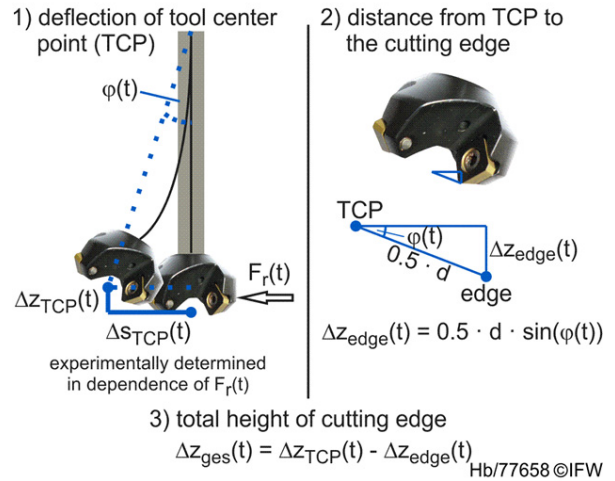 1) deflection of tool center
point (TCP)
φ(t)
F_r(t)
Δz_TCP(t)
Δs_TCP(t)
experimentally determined
in dependence of F_r(t)
2) distance from TCP to
the cutting edge
TCP
φ(t)
0.5 · d
Δz_edge(t)
edge
Δz_edge(t) = 0.5 · d · sin(φ(t))
3) total height of cutting edge
Δz_ges(t) = Δz_TCP(t) - Δz_edge(t)
Hb/77658 ©IFW